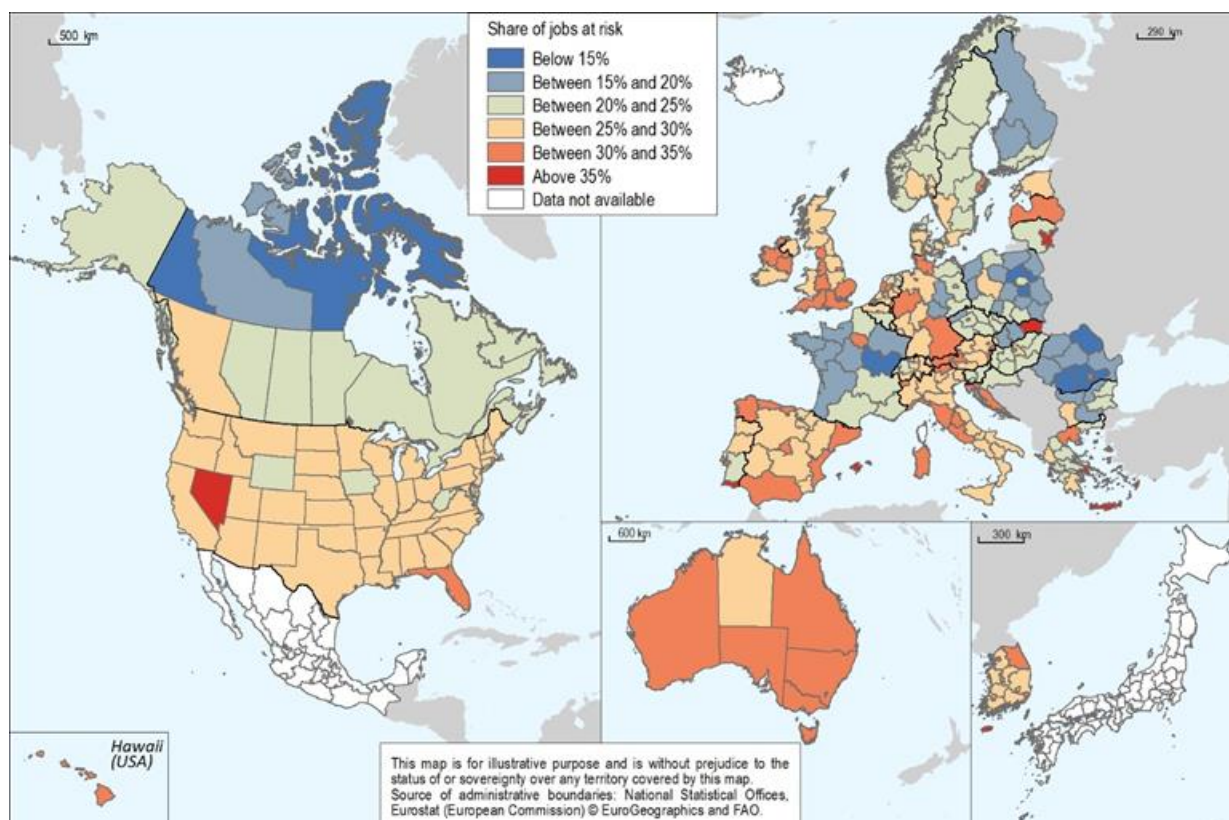 500 km
Share of jobs at risk
Below 15%
Between 15% and 20%
Between 20% and 25%
Between 25% and 30%
Between 30% and 35%
Above 35%
Data not available
290 km
600 km
300 km
Hawaii
(USA)
This map is for illustrative purpose and is without prejudice to the
status of or sovereignty over any territory covered by this map.
Source of administrative boundaries: National Statistical Offices,
Eurostat (European Commission) © EuroGeographics and FAO.